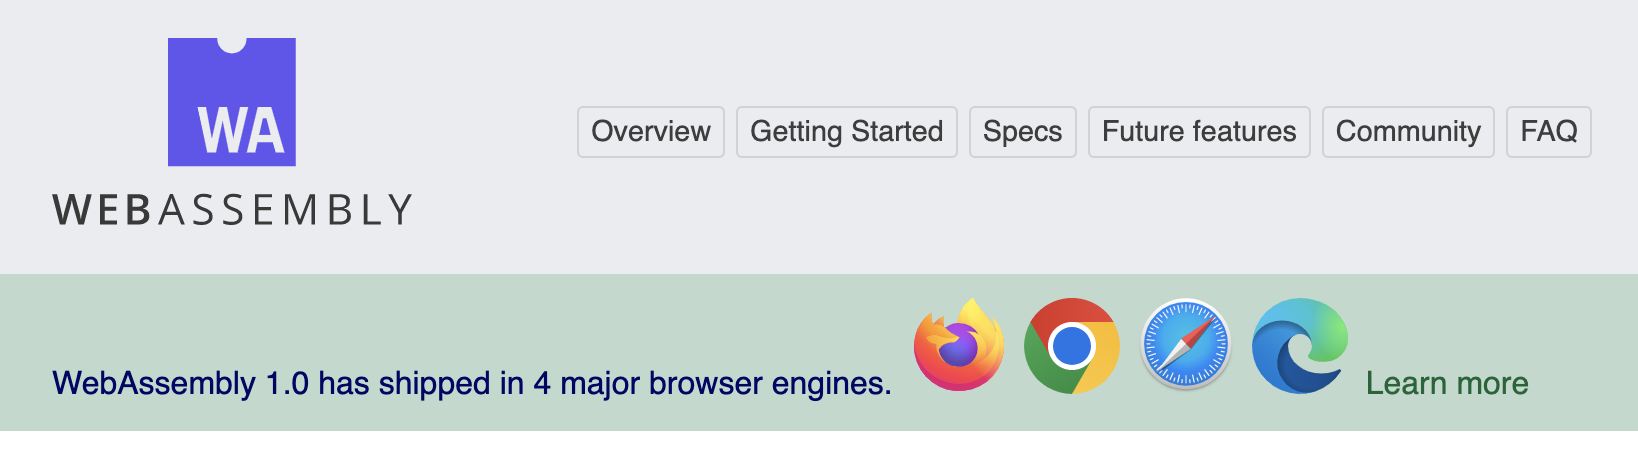 WA
WEBASSEMBLY
Overview Getting Started Specs Future features Community FAQ
WebAssembly 1.0 has shipped in 4 major browser engines. Learn more